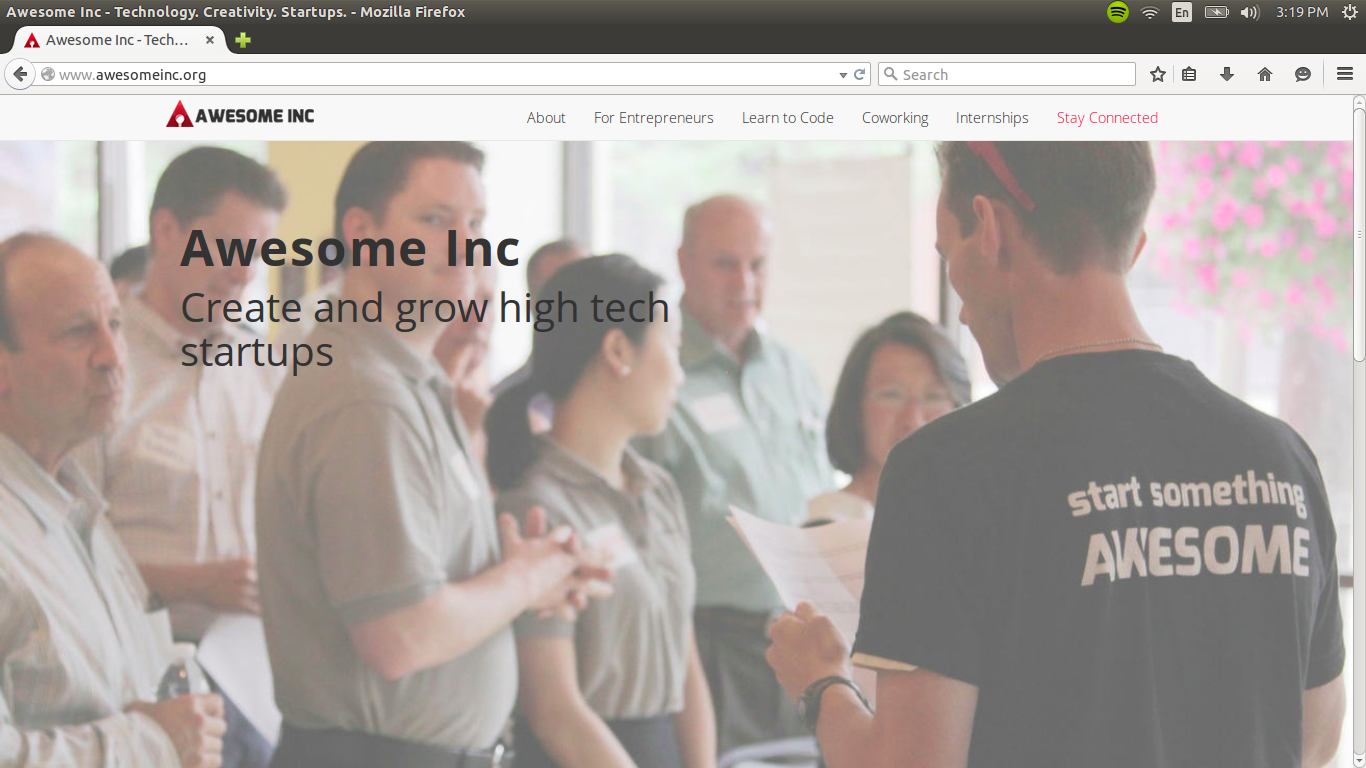 Awesome Inc - Technology. Creativity. Startups. - Mozilla Firefox
En
3:19 PM
Awesome Inc - Tech...
www.awesomeinc.org
Search
AWESOME INC
About
For Entrepreneurs
Learn to Code
Coworking
Internships
Stay Connected
Awesome Inc
Create and grow high tech
startups
start something
AWESOME